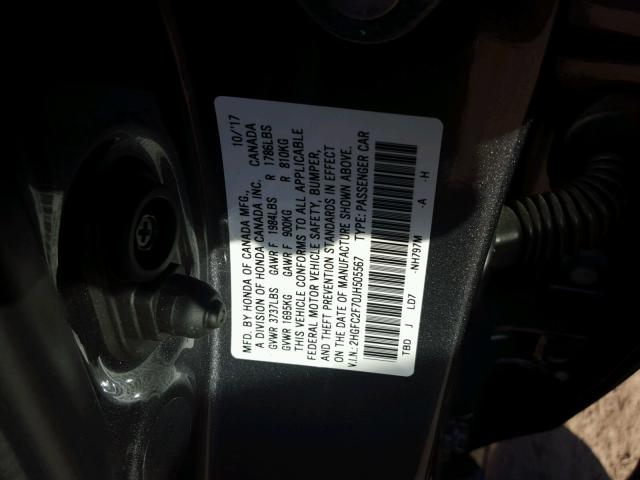 MFD. BY HONDA OF CANADA MFG., 10/'17
A DIVISION OF HONDA CANADA INC. CANADA
GVWR 3737LBS GAWR F 1984LBS R 1786LBS
GVWR 1695KG GAWR F 900KG R 810KG
THIS VEHICLE CONFORMS TO ALL APPLICABLE
FEDERAL MOTOR VEHICLE SAFETY, BUMPER,
AND THEFT PREVENTION STANDARDS IN EFFECT
ON THE DATE OF MANUFACTURE SHOWN ABOVE.
V.I.N.:2HGFC2F70JH505567 TYPE: PASSENGER CAR
TBD J LD7 -NH797M -A -H